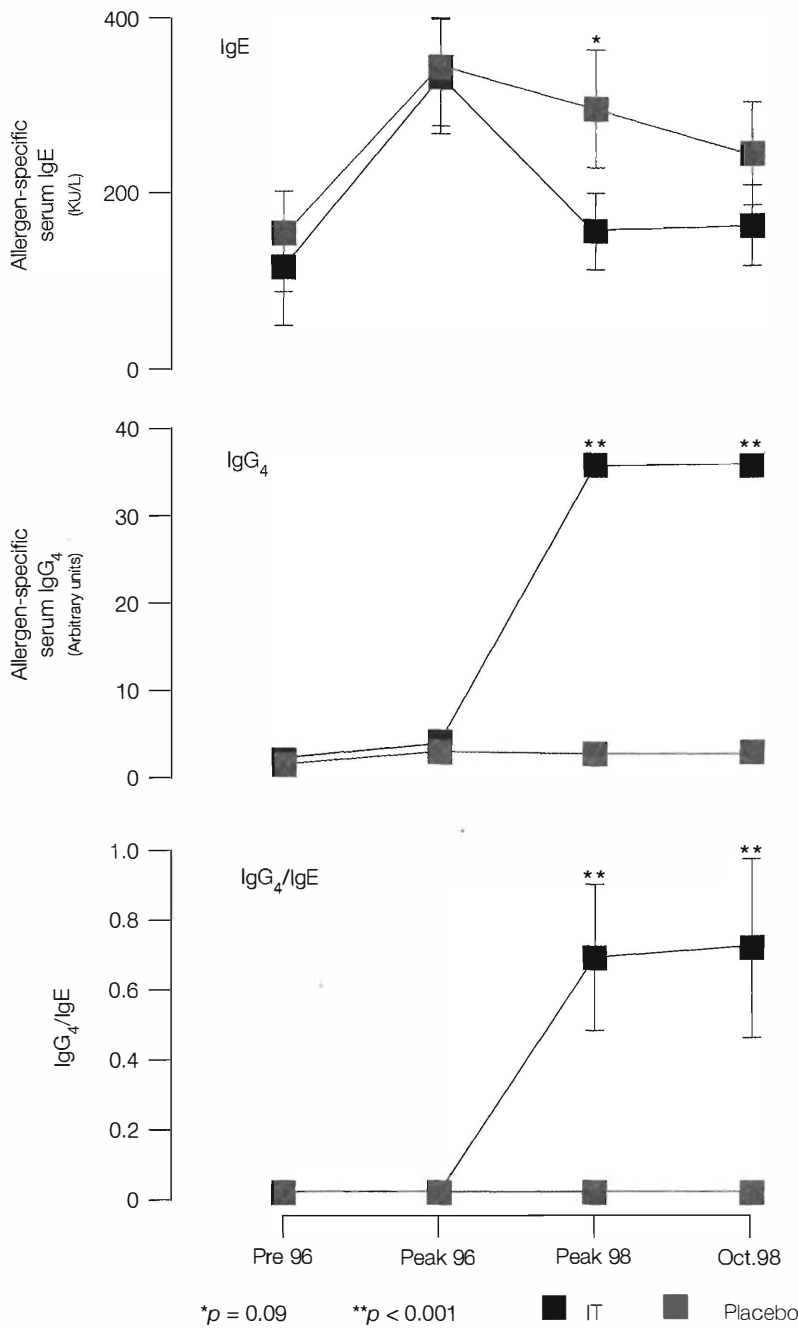 400
200
0
Allergen-specific
serum IgE
(KU/L)
IgE
*
40
30
20
10
0
Allergen-specific
serum IgG4
(Arbitrary units)
IgG4
**
**
1.0
0.8
0.6
0.4
0.2
0
IgG4/IgE
IgG4/IgE
**
**
Pre 96
Peak 96
Peak 98
Oct.98
*p = 0.09
**p < 0.001
IT
Placebo